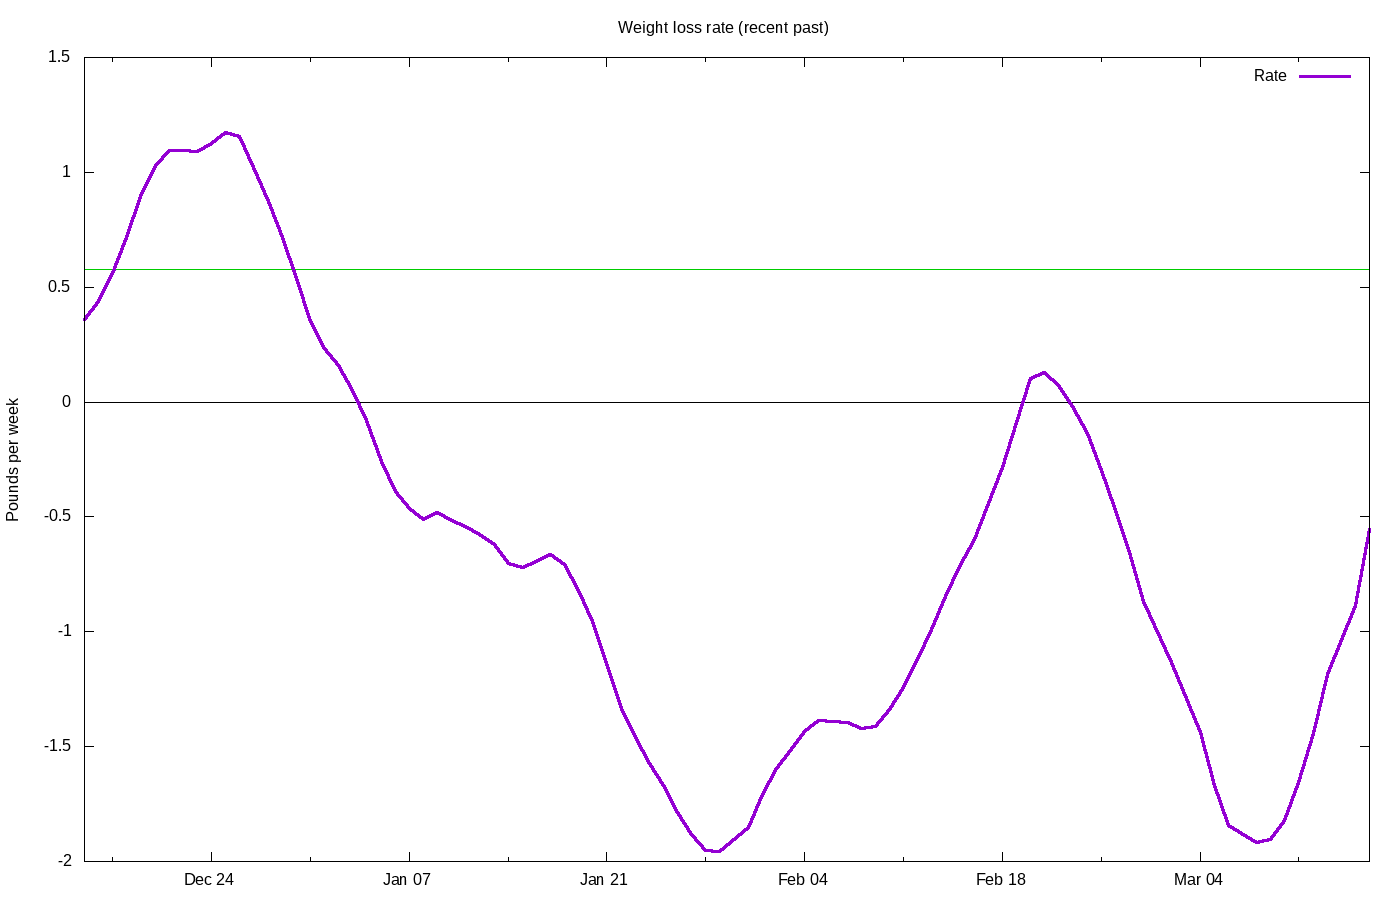 Weight loss rate (recent past)
Rate
1.5
1
0.5
0
-0.5
-1
-1.5
-2
Pounds per week
Dec 24
Jan 07
Jan 21
Feb 04
Feb 18
Mar 04